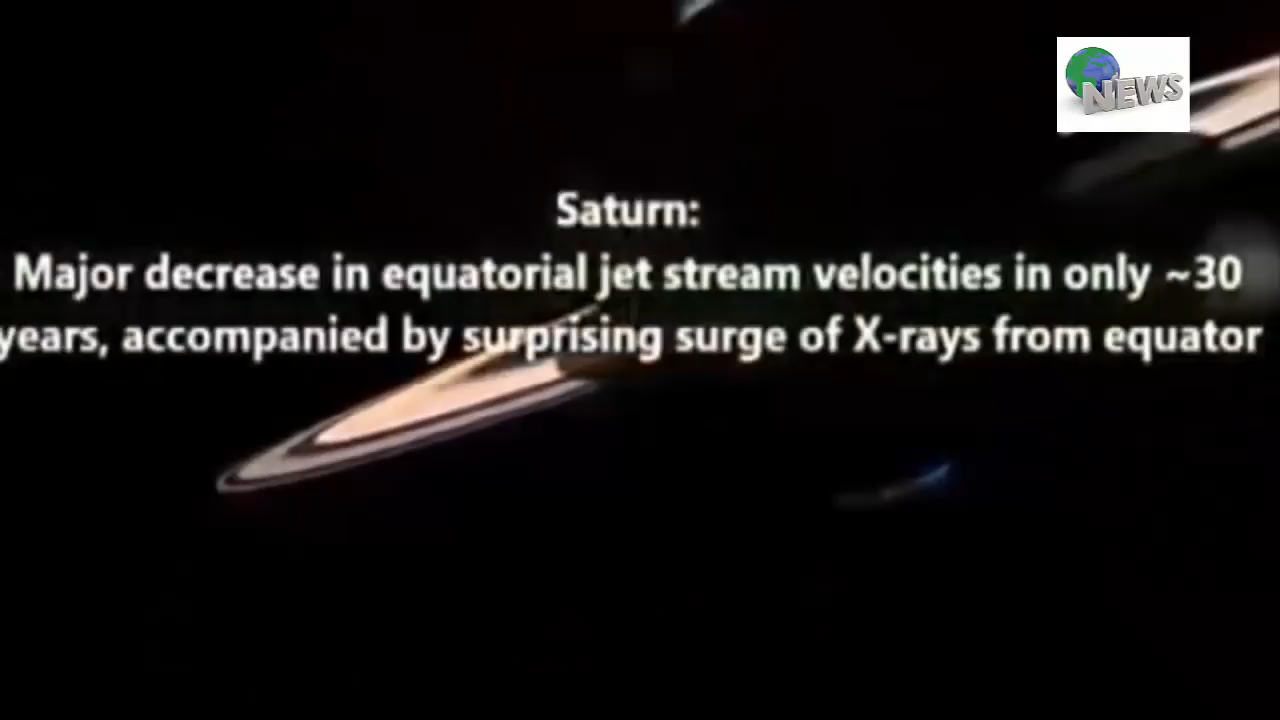 NEWS
Saturn:
Major decrease in equatorial jet stream velocities in only ~30
years, accompanied by surprising surge of X-rays from equator